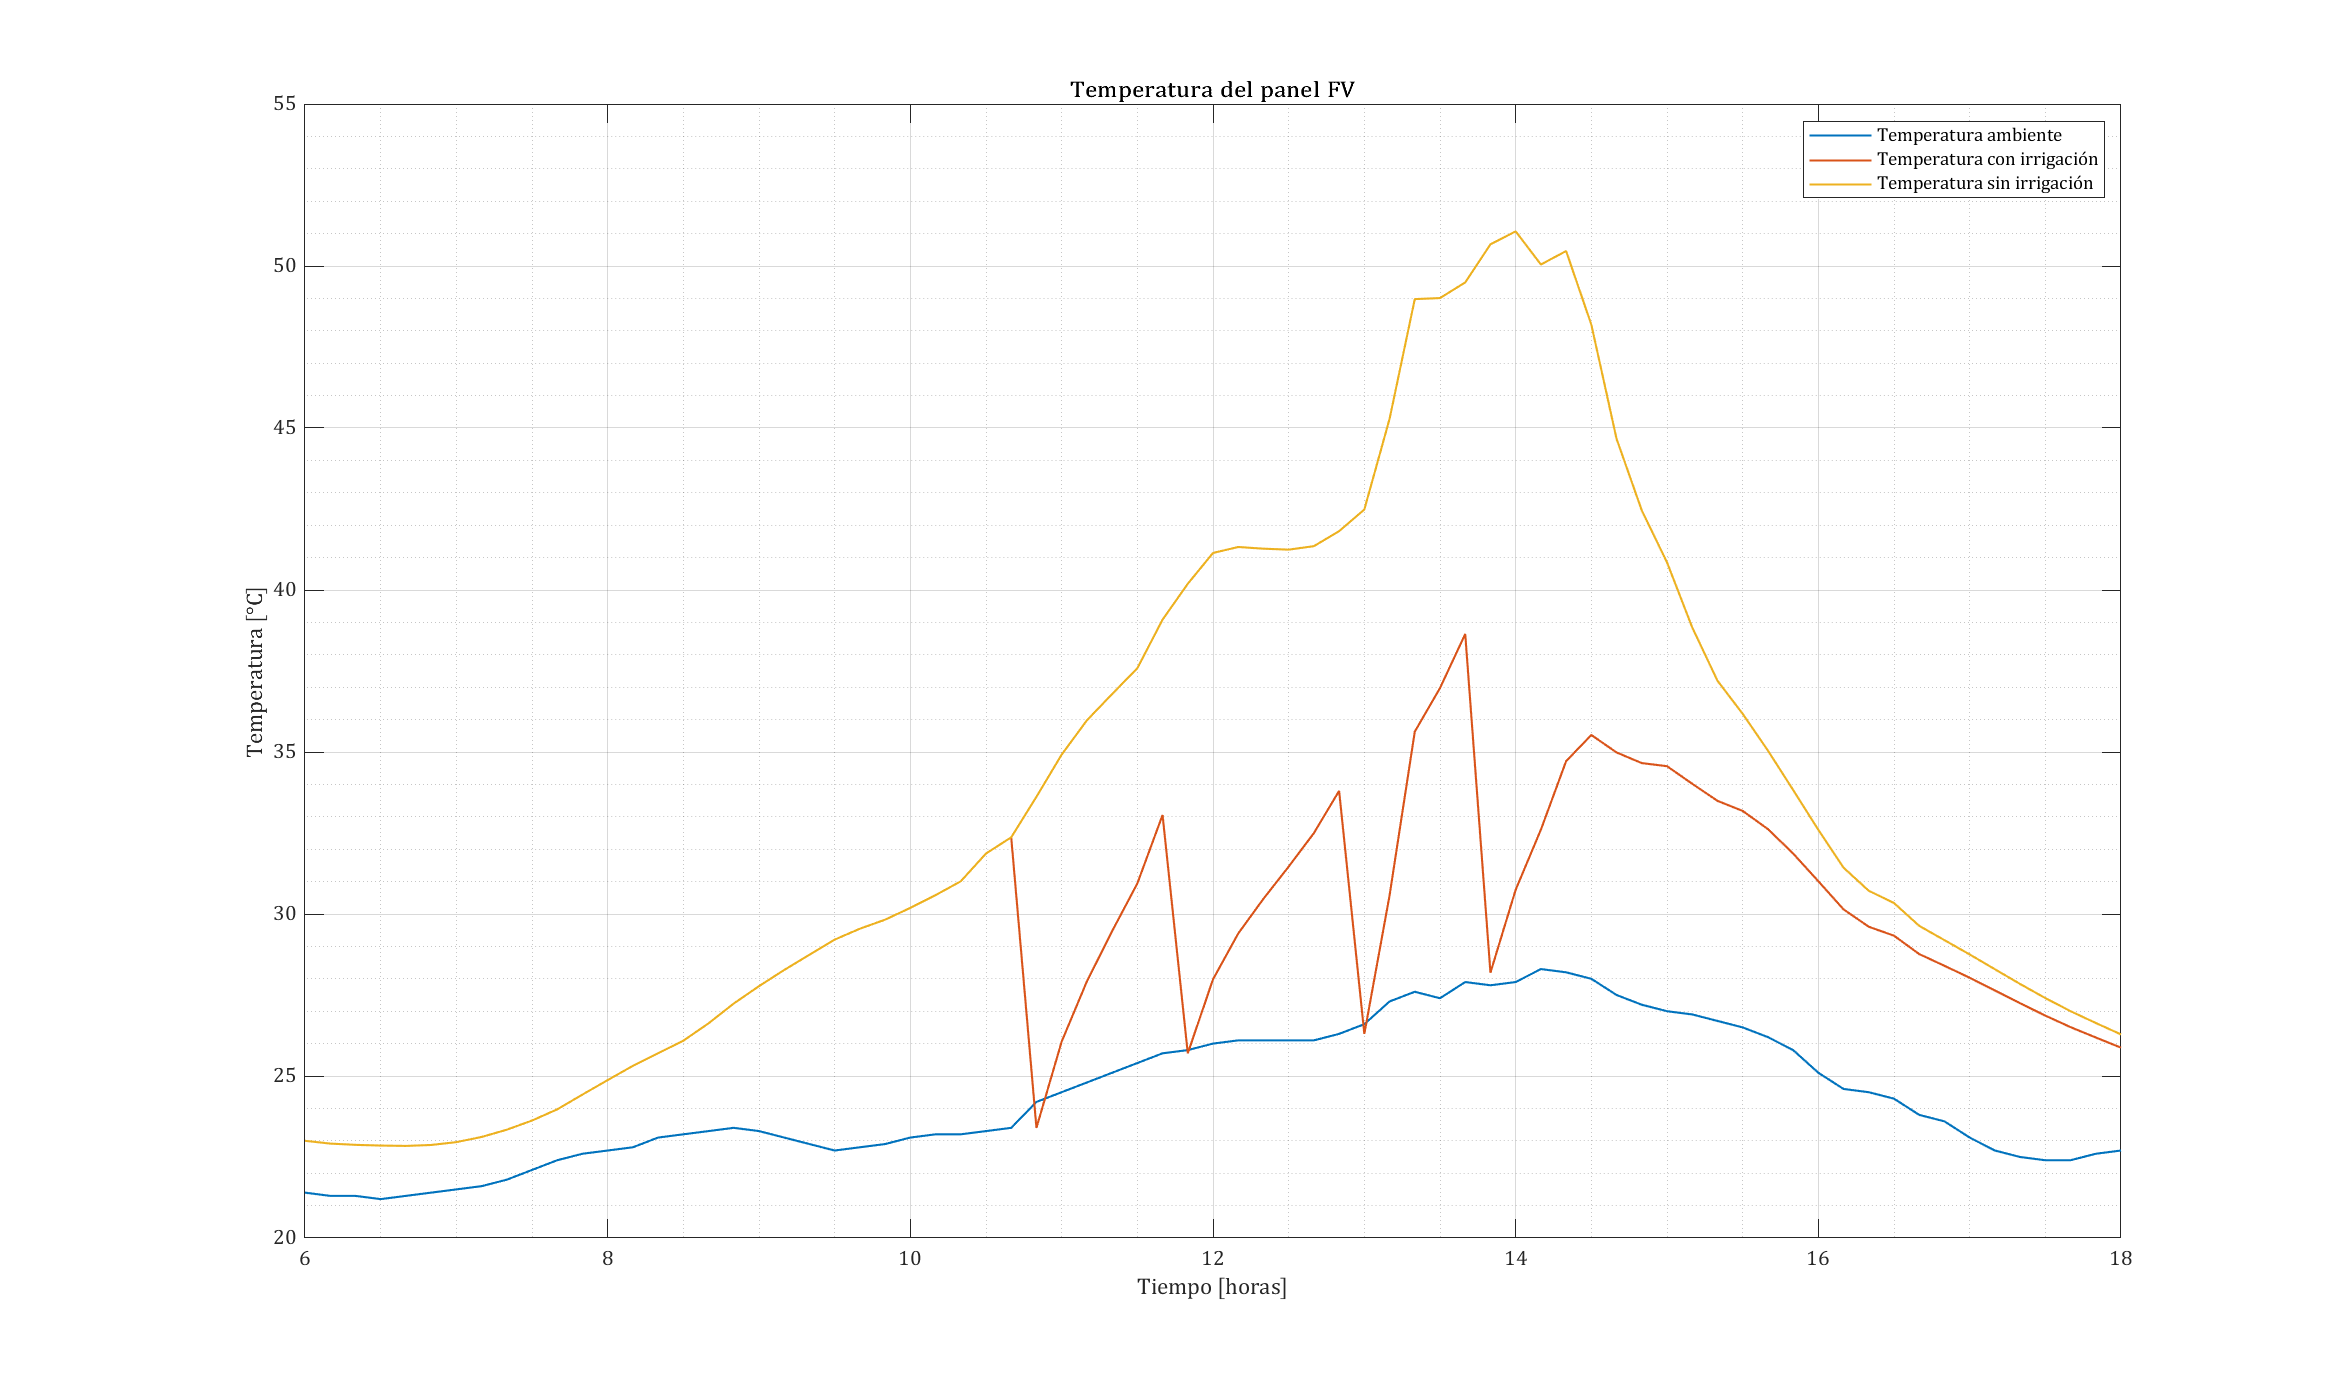 Temperatura del panel FV
Temperatura ambiente
Temperatura con irrigación
Temperatura sin irrigación
55
50
45
40
35
30
25
20
Temperatura [°C]
6 8 10 12 14 16 18
Tiempo [horas]